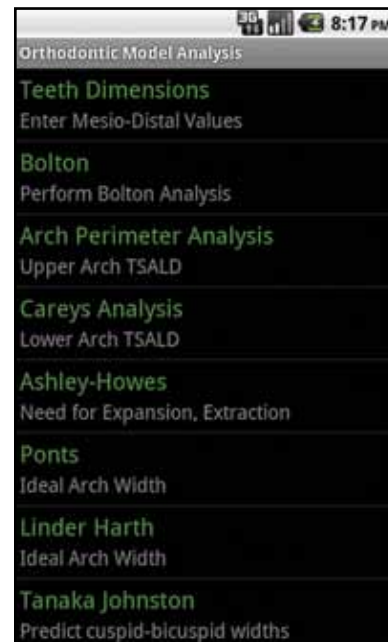 3G 8:17 PM
Orthodontic Model Analysis
Teeth Dimensions
Enter Mesio-Distal Values
Bolton
Perform Bolton Analysis
Arch Perimeter Analysis
Upper Arch TSALD
Careys Analysis
Lower Arch TSALD
Ashley-Howes
Need for Expansion, Extraction
Ponts
Ideal Arch Width
Linder Harth
Ideal Arch Width
Tanaka Johnston
Predict cuspid-bicuspid widths